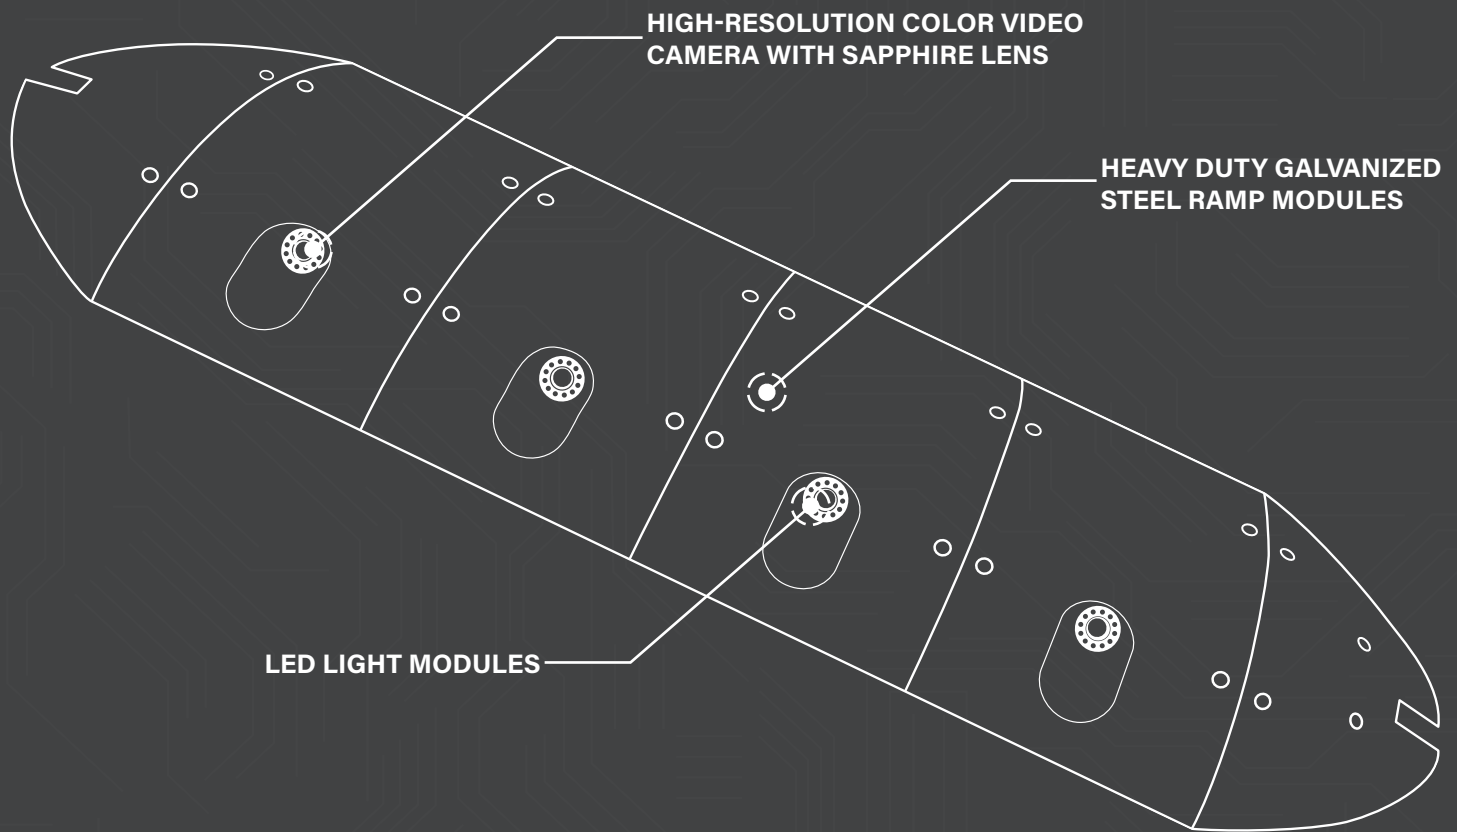 HIGH-RESOLUTION COLOR VIDEO
CAMERA WITH SAPPHIRE LENS
HEAVY DUTY GALVANIZED
STEEL RAMP MODULES
LED LIGHT MODULES